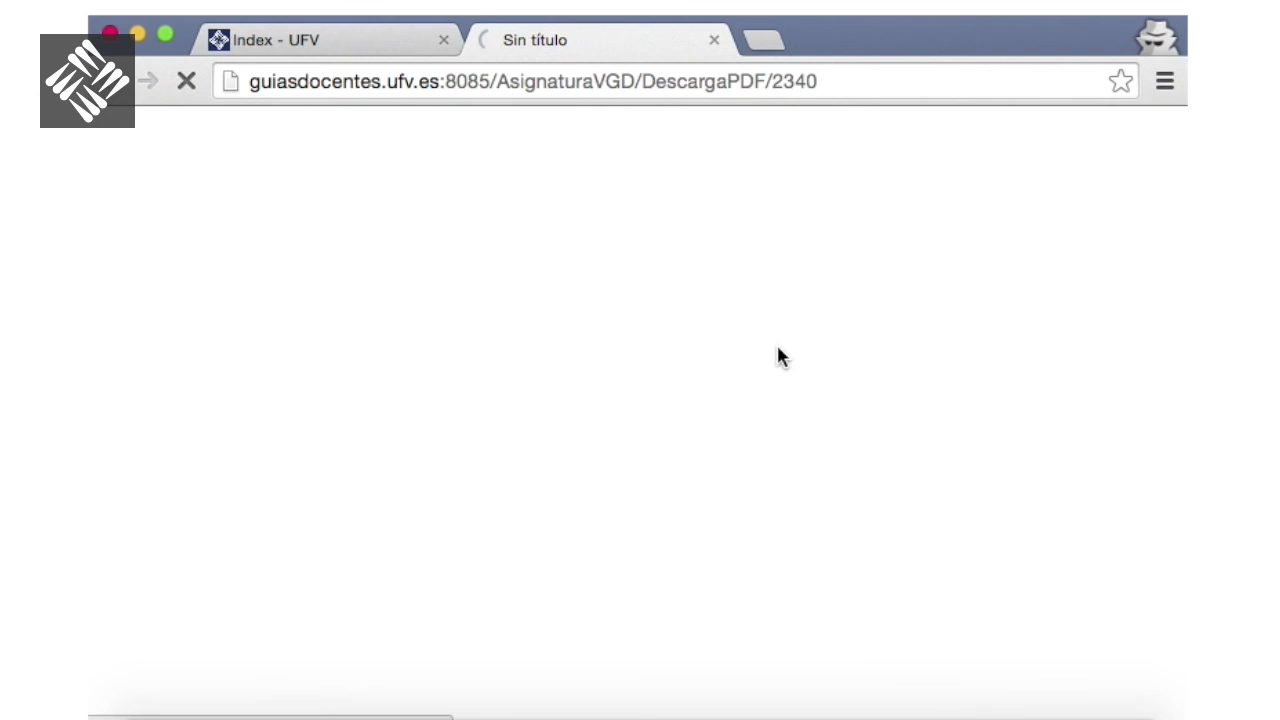 Index - UFV
Sin título
guiasdocentes.ufv.es:8085/AsignaturaVGD/DescargaPDF/2340